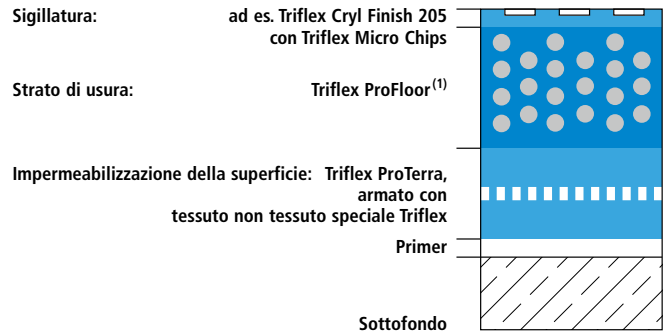 Sigillatura: ad es. Triflex Cryl Finish 205
con Triflex Micro Chips
Strato di usura: Triflex ProFloor(1)
Impermeabilizzazione della superficie: Triflex ProTerra,
armato con
tessuto non tessuto speciale Triflex
Primer
Sottofondo